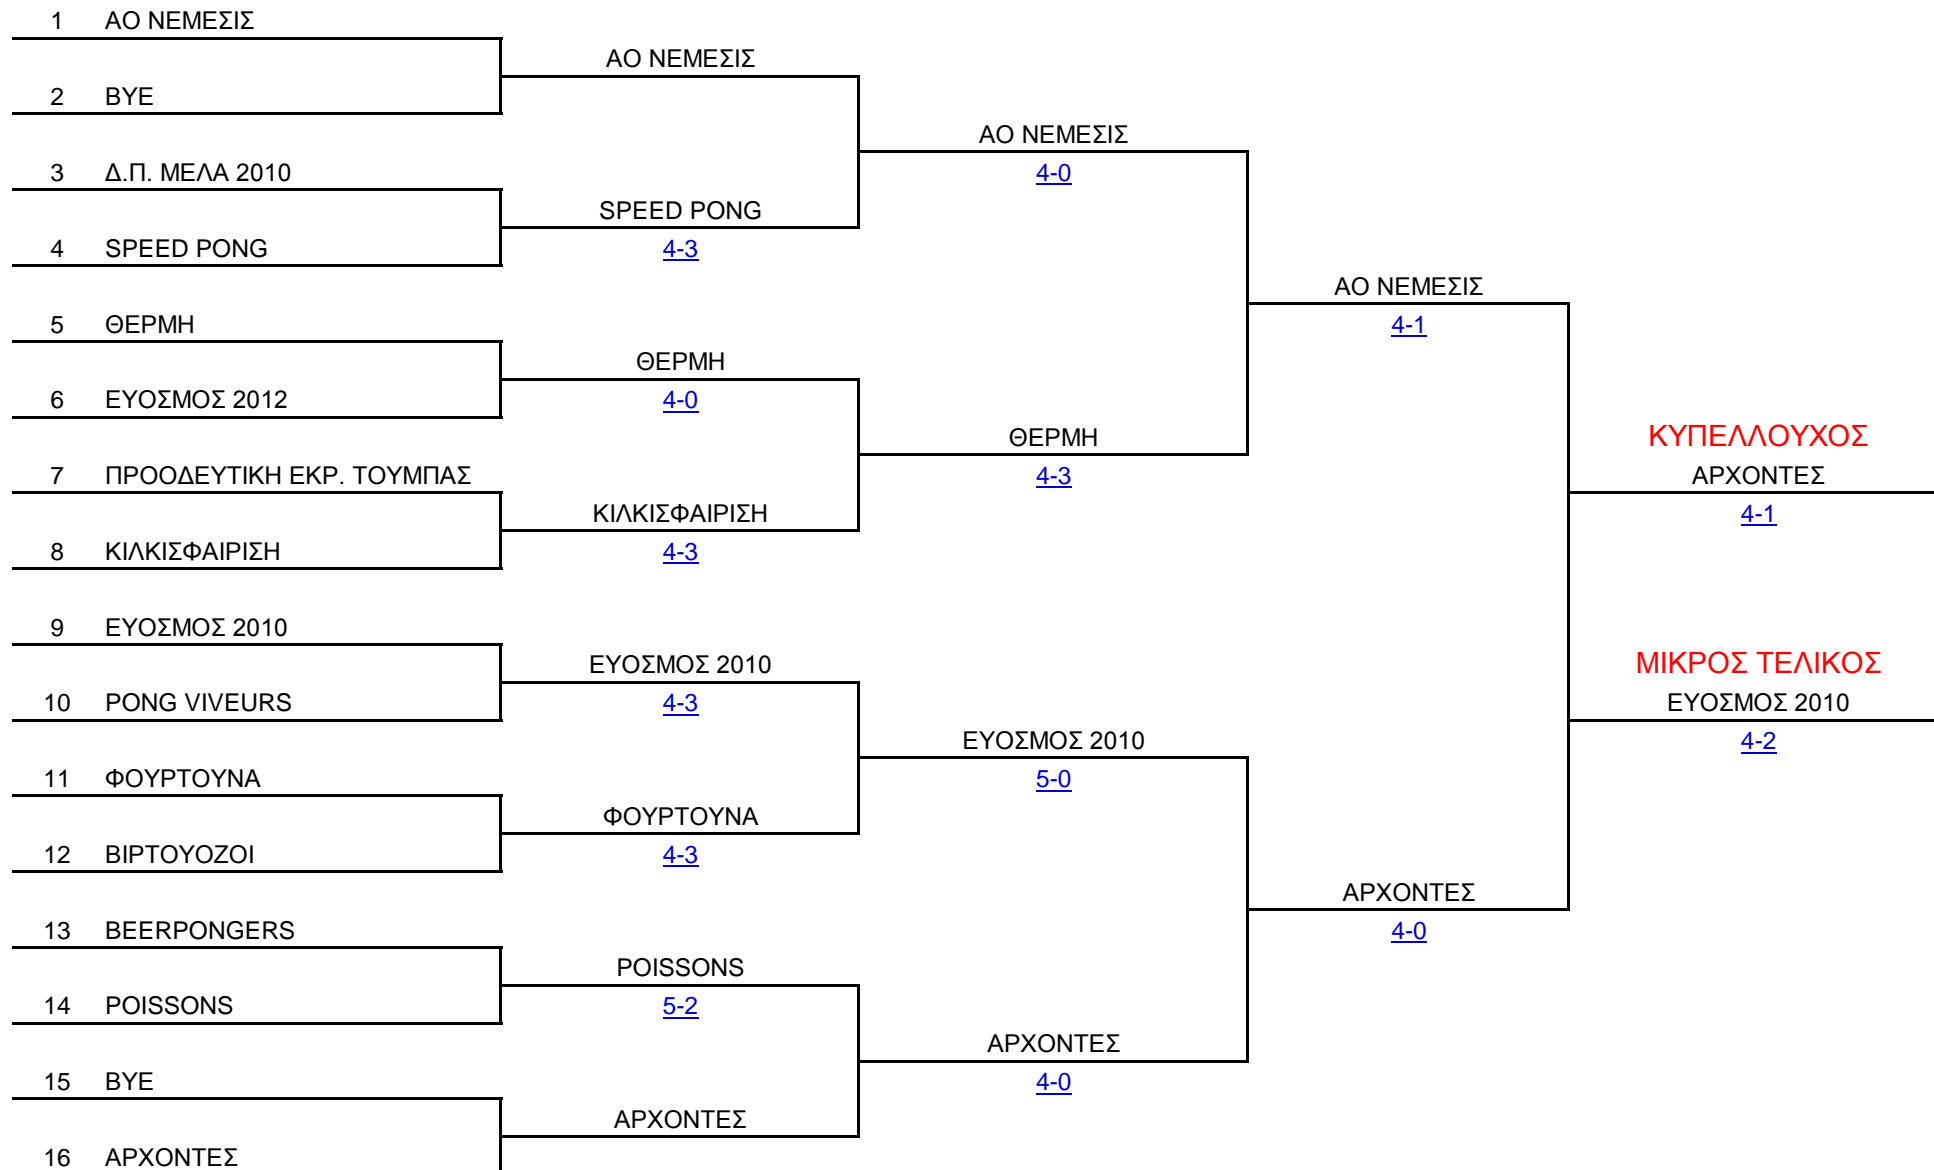 1 ΑΟ ΝΕΜΕΣΙΣ
ΑΟ ΝΕΜΕΣΙΣ
2 BYE
ΑΟ ΝΕΜΕΣΙΣ
3 Δ.Π. ΜΕΛΑ 2010
4-0
SPEED PONG
4 SPEED PONG
4-3
ΑΟ ΝΕΜΕΣΙΣ
5 ΘΕΡΜΗ
4-1
ΘΕΡΜΗ
6 ΕΥΟΣΜΟΣ 2012
4-0
ΘΕΡΜΗ
ΚΥΠΕΛΛΟΥΧΟΣ
7 ΠΡΟΟΔΕΥΤΙΚΗ ΕΚΡ. ΤΟΥΜΠΑΣ
4-3
ΑΡΧΟΝΤΕΣ
ΚΙΛΚΙΣΦΑΙΡΙΣΗ
4-1
8 ΚΙΛΚΙΣΦΑΙΡΙΣΗ
4-3
9 ΕΥΟΣΜΟΣ 2010
ΕΥΟΣΜΟΣ 2010
ΜΙΚΡΟΣ ΤΕΛΙΚΟΣ
10 PONG VIVEURS
4-3
ΕΥΟΣΜΟΣ 2010
ΕΥΟΣΜΟΣ 2010
4-2
11 ΦΟΥΡΤΟΥΝΑ
5-0
ΦΟΥΡΤΟΥΝΑ
12 ΒΙΡΤΟΥΟΖΟΙ
4-3
ΑΡΧΟΝΤΕΣ
13 BEERPONGERS
4-0
POISSONS
14 POISSONS
5-2
ΑΡΧΟΝΤΕΣ
15 BYE
4-0
ΑΡΧΟΝΤΕΣ
16 ΑΡΧΟΝΤΕΣ